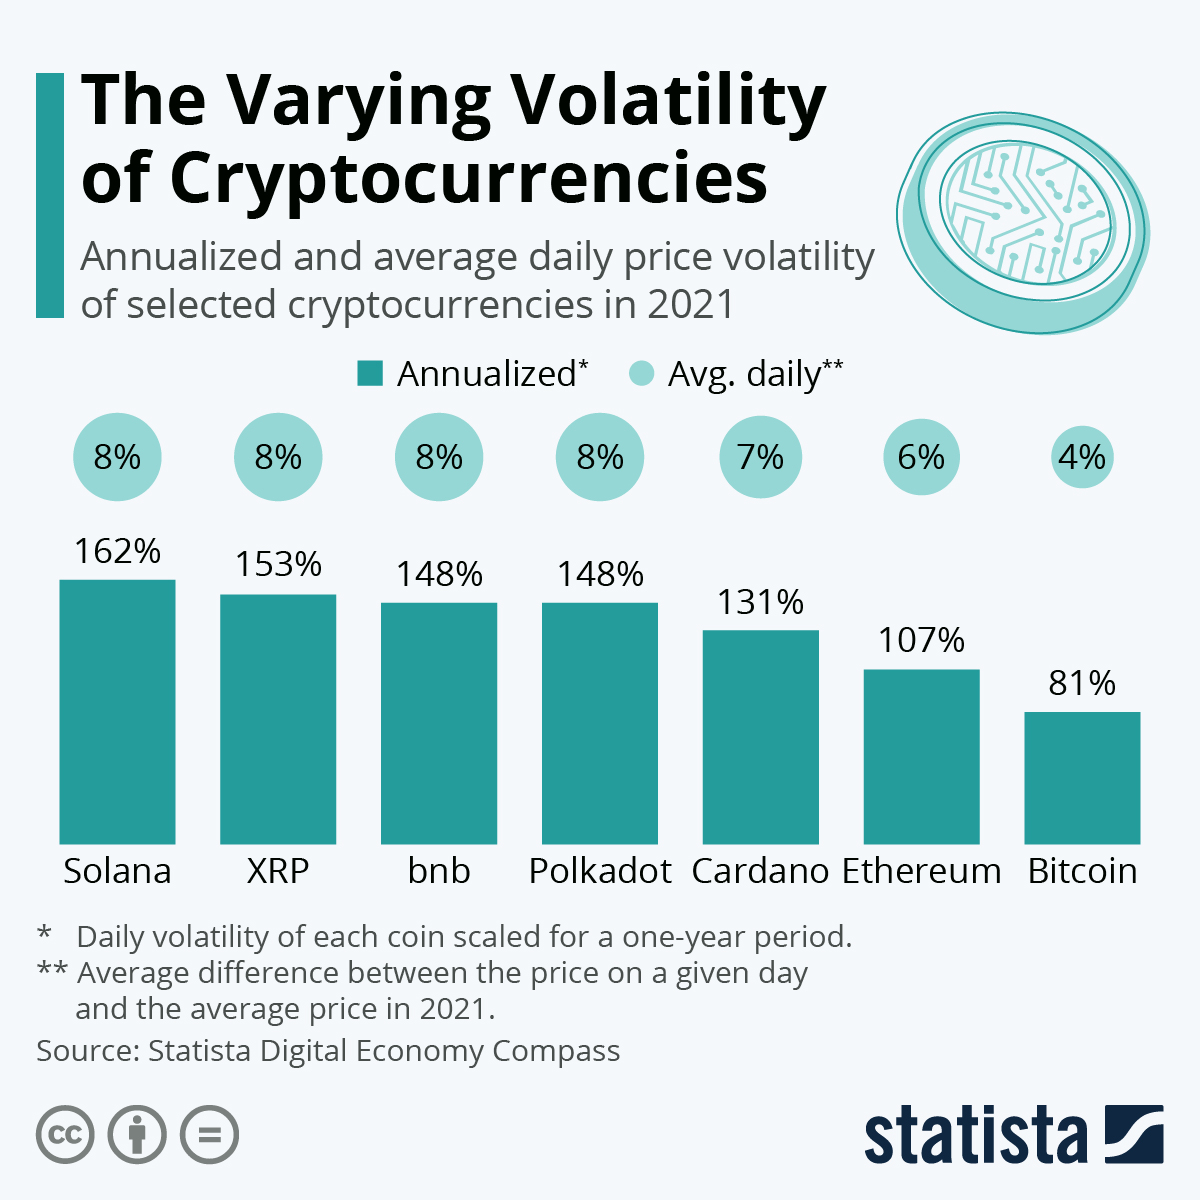 The Varying Volatility
of Cryptocurrencies
Annualized and average daily price volatility
of selected cryptocurrencies in 2021
Annualized* Avg. daily**
8% 8% 8% 8% 7% 6% 4%
162% 153% 148% 148% 131% 107% 81%
Solana XRP bnb Polkadot Cardano Ethereum Bitcoin
* Daily volatility of each coin scaled for a one-year period.
** Average difference between the price on a given day
and the average price in 2021.
Source: Statista Digital Economy Compass
cc =
statista